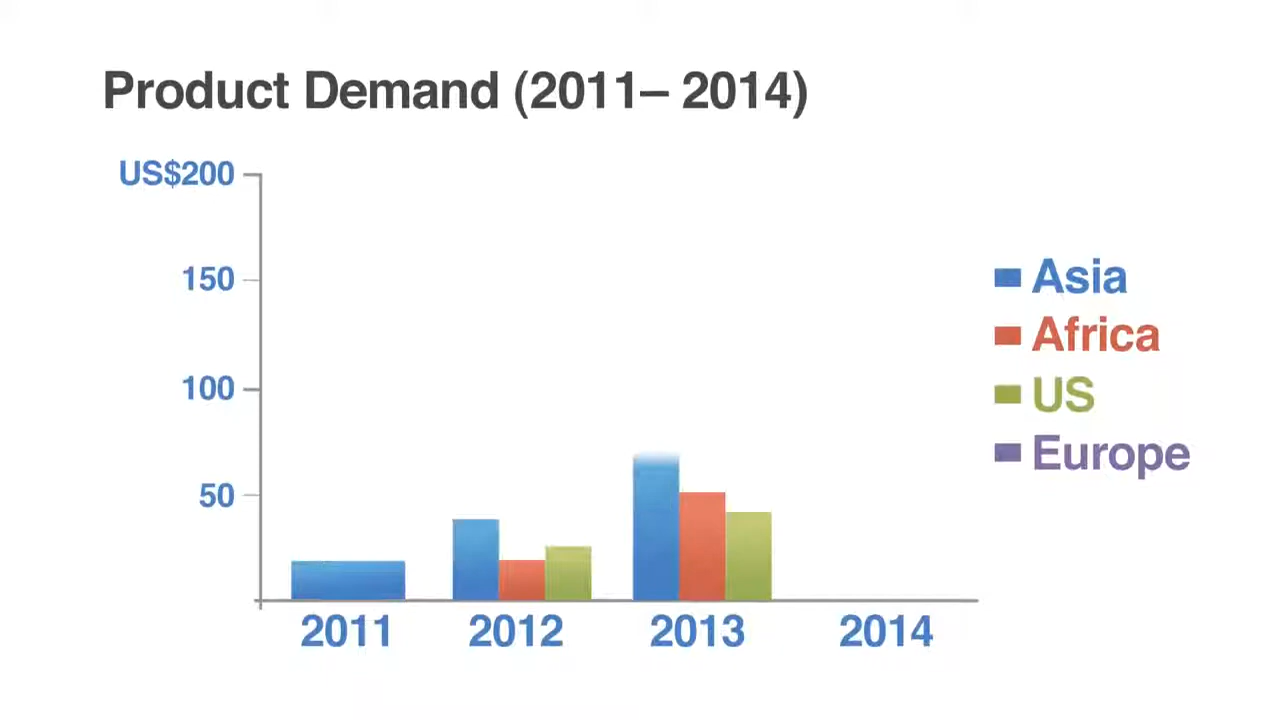 Product Demand (2011– 2014)
US$200
150
100
50
2011 2012 2013 2014
Asia
Africa
US
Europe